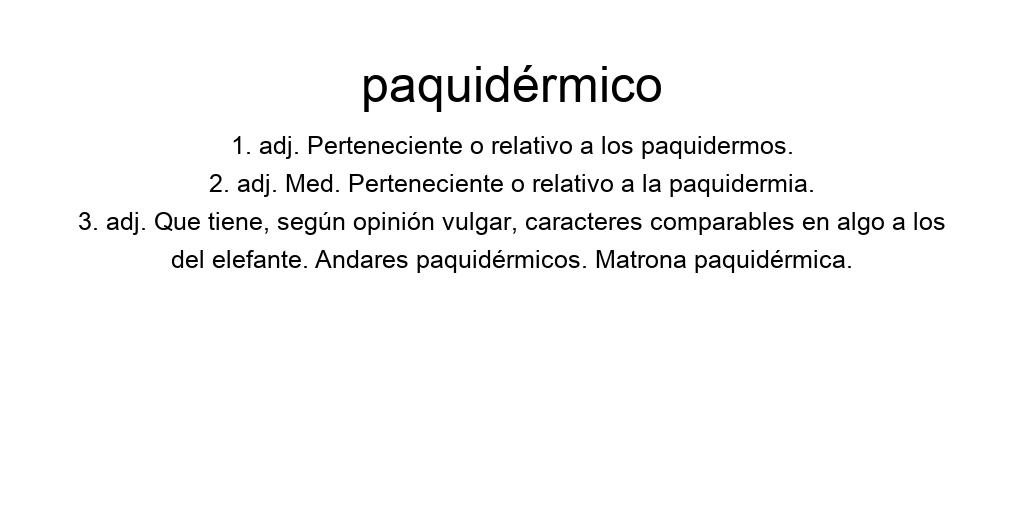 paquidérmico
1. adj. Perteneciente o relativo a los paquidermos.
2. adj. Med. Perteneciente o relativo a la paquidermia.
3. adj. Que tiene, según opinión vulgar, caracteres comparables en algo a los
del elefante. Andares paquidérmicos. Matrona paquidérmica.